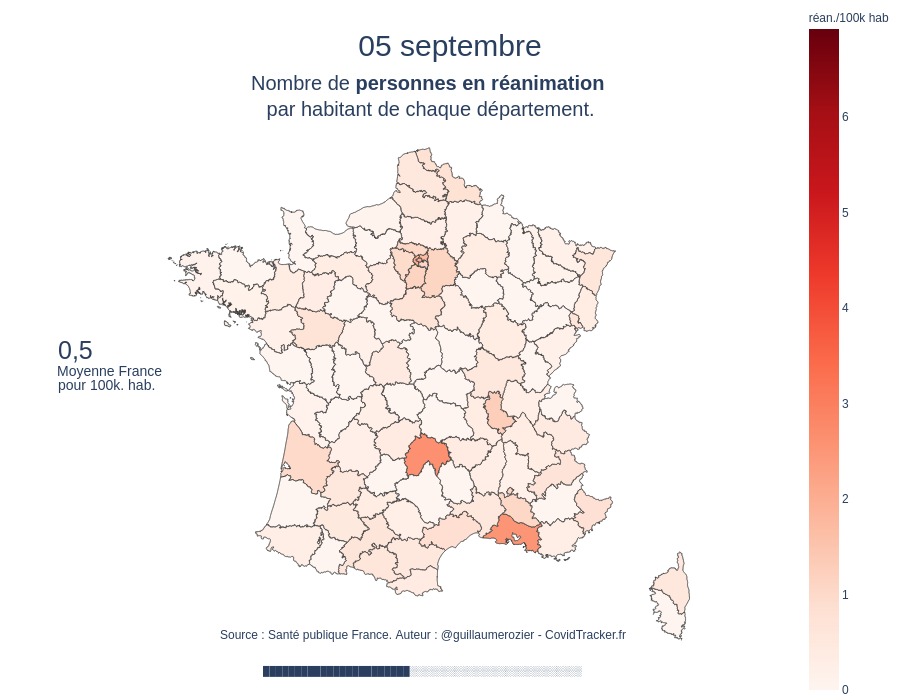 réan./100k hab
05 septembre
Nombre de personnes en réanimation
par habitant de chaque département.
6
5
4
3
2
1
0
0,5
Moyenne France
pour 100k. hab.
Source : Santé publique France. Auteur : @guillaumerozier - CovidTracker.fr